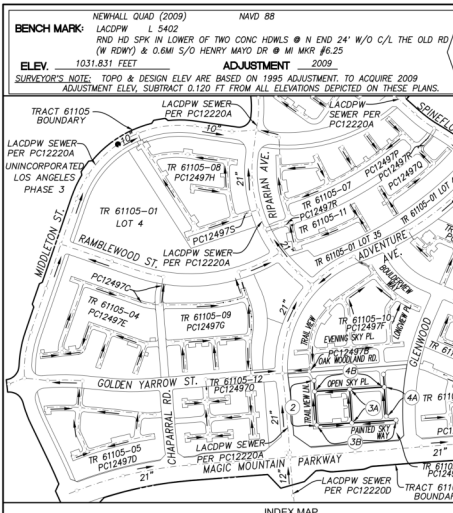 NEWHALL QUAD (2009) NAVD 88
BENCH MARK: LACDPW L 5402
RND HD SPK IN LOWER OF TWO CONC HDWLS @ N END 24' W/O C/L THE OLD RD
(W RDWY) & 0.6MI S/O HENRY MAYO DR @ MI MKR #6.25
ELEV. 1031.831 FEET ADJUSTMENT 2009
SURVEYOR'S NOTE: TOPO & DESIGN ELEV ARE BASED ON 1995 ADJUSTMENT. TO ACQUIRE 2009
ADJUSTMENT ELEV, SUBTRACT 0.120 FT FROM ALL ELEVATIONS DEPICTED ON THESE PLANS.
TRACT 61105
BOUNDARY
LACDPW SEWER
PER PC12220A
UNINCORPORATED
LOS ANGELES
PHASE 3
10"
10"
LACDPW SEWER
PER PC12220A
LACDPW
SEWER PER
PC12220A
TR 61105-08
PC12497H
21"
RIPARIAN AVE.
TR 61105-07
PC12497R
TR 61105-11
PC12497P
PC12497R
PC12497Q
MIDDLETON ST.
TR 61105-01
LOT 4
PC12497S
RAMBLEWOOD ST.
LACDPW SEWER
PER PC12220A
TR 61105-01 LOT 35
ADVENTURE
AVE.
PC12497C
TR 61105-04
PC12497E
TR 61105-09
PC12497G
21"
TRAIL VIEW
BOULDERVIEW
WAY
LONGVIEW PL.
GLENWOOD
TR 61105-10
PC12497F
EVENING SKY PL.
PC12497B
OAK WOODLAND RD.
4B
GOLDEN YARROW ST.
TR 61105-12
PC12497O
OPEN SKY PL.
TRAILVIEW LN.
2
3A
4A
3B
PAINTED SKY
WAY
CHAPARRAL RD.
21"
TR 61105-05
PC12497D
LACDPW SEWER
PER PC12220A
21"
MAGIC MOUNTAIN PARKWAY
12"
21"
LACDPW SEWER
PER PC12220D
INDEX MAP